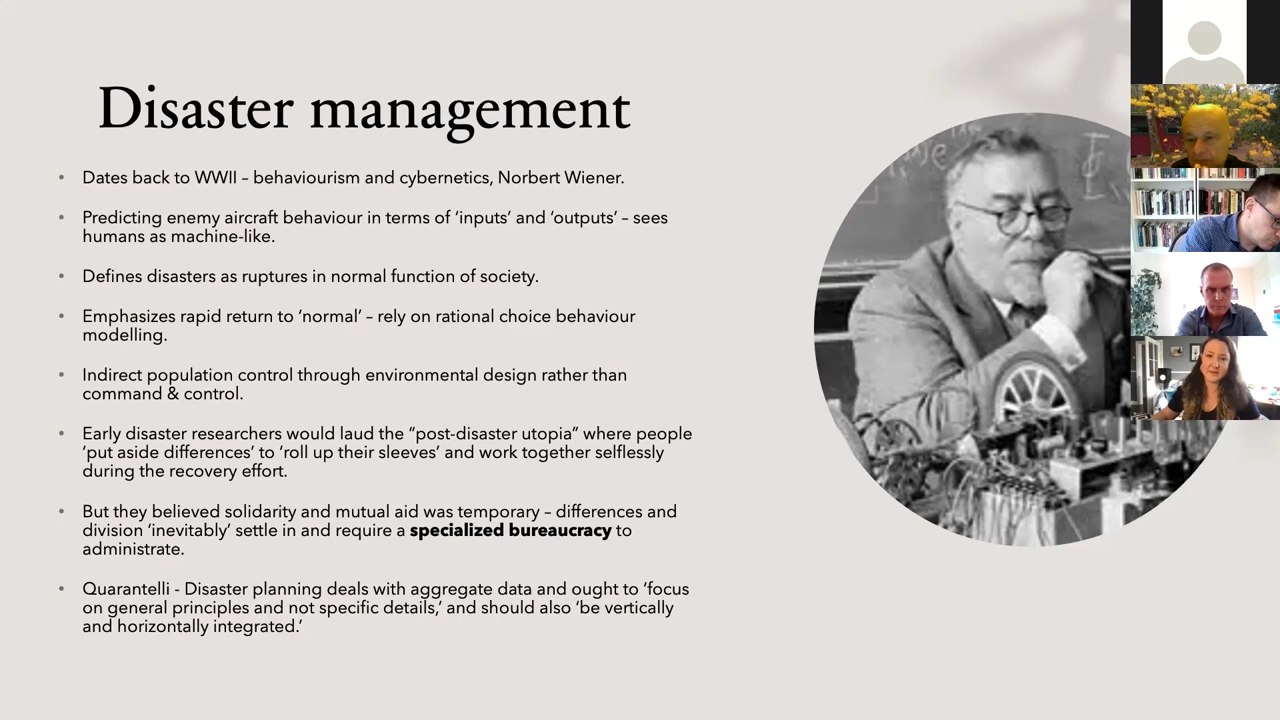 Disaster management
• Dates back to WWII – behaviourism and cybernetics, Norbert Wiener.
• Predicting enemy aircraft behaviour in terms of ‘inputs’ and ‘outputs’ – sees
humans as machine-like.
• Defines disasters as ruptures in normal function of society.
• Emphasizes rapid return to ‘normal’ – rely on rational choice behaviour
modelling.
• Indirect population control through environmental design rather than
command & control.
• Early disaster researchers would laud the “post-disaster utopia” where people
‘put aside differences’ to ‘roll up their sleeves’ and work together selflessly
during the recovery effort.
• But they believed solidarity and mutual aid was temporary – differences and
division ‘inevitably’ settle in and require a specialized bureaucracy to
administrate.
• Quarantelli - Disaster planning deals with aggregate data and ought to ‘focus
on general principles and not specific details,’ and should also ‘be vertically
and horizontally integrated.’